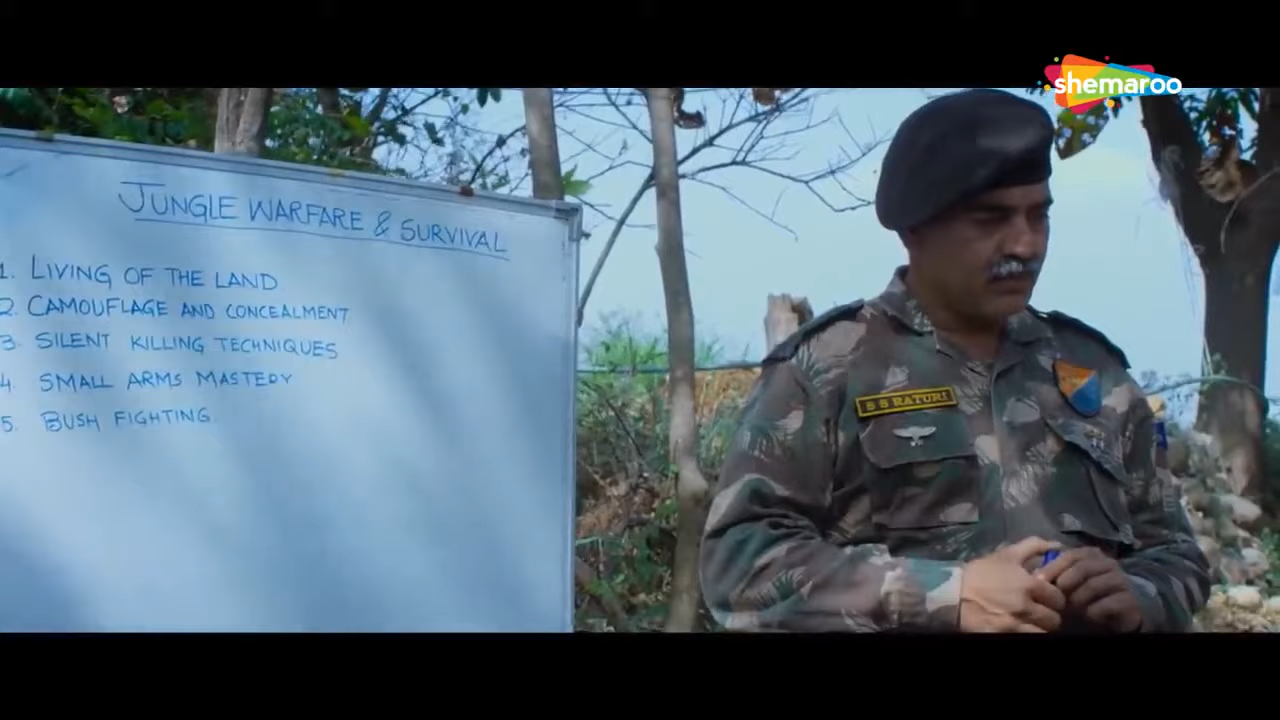 shemaroo
JUNGLE WARFARE & SURVIVAL
1. LIVING OF THE LAND
2. CAMOUFLAGE AND CONCEALMENT
3. SILENT KILLING TECHNIQUES
4. SMALL ARMS MASTERY
5. BUSH FIGHTING.
S S RATURI